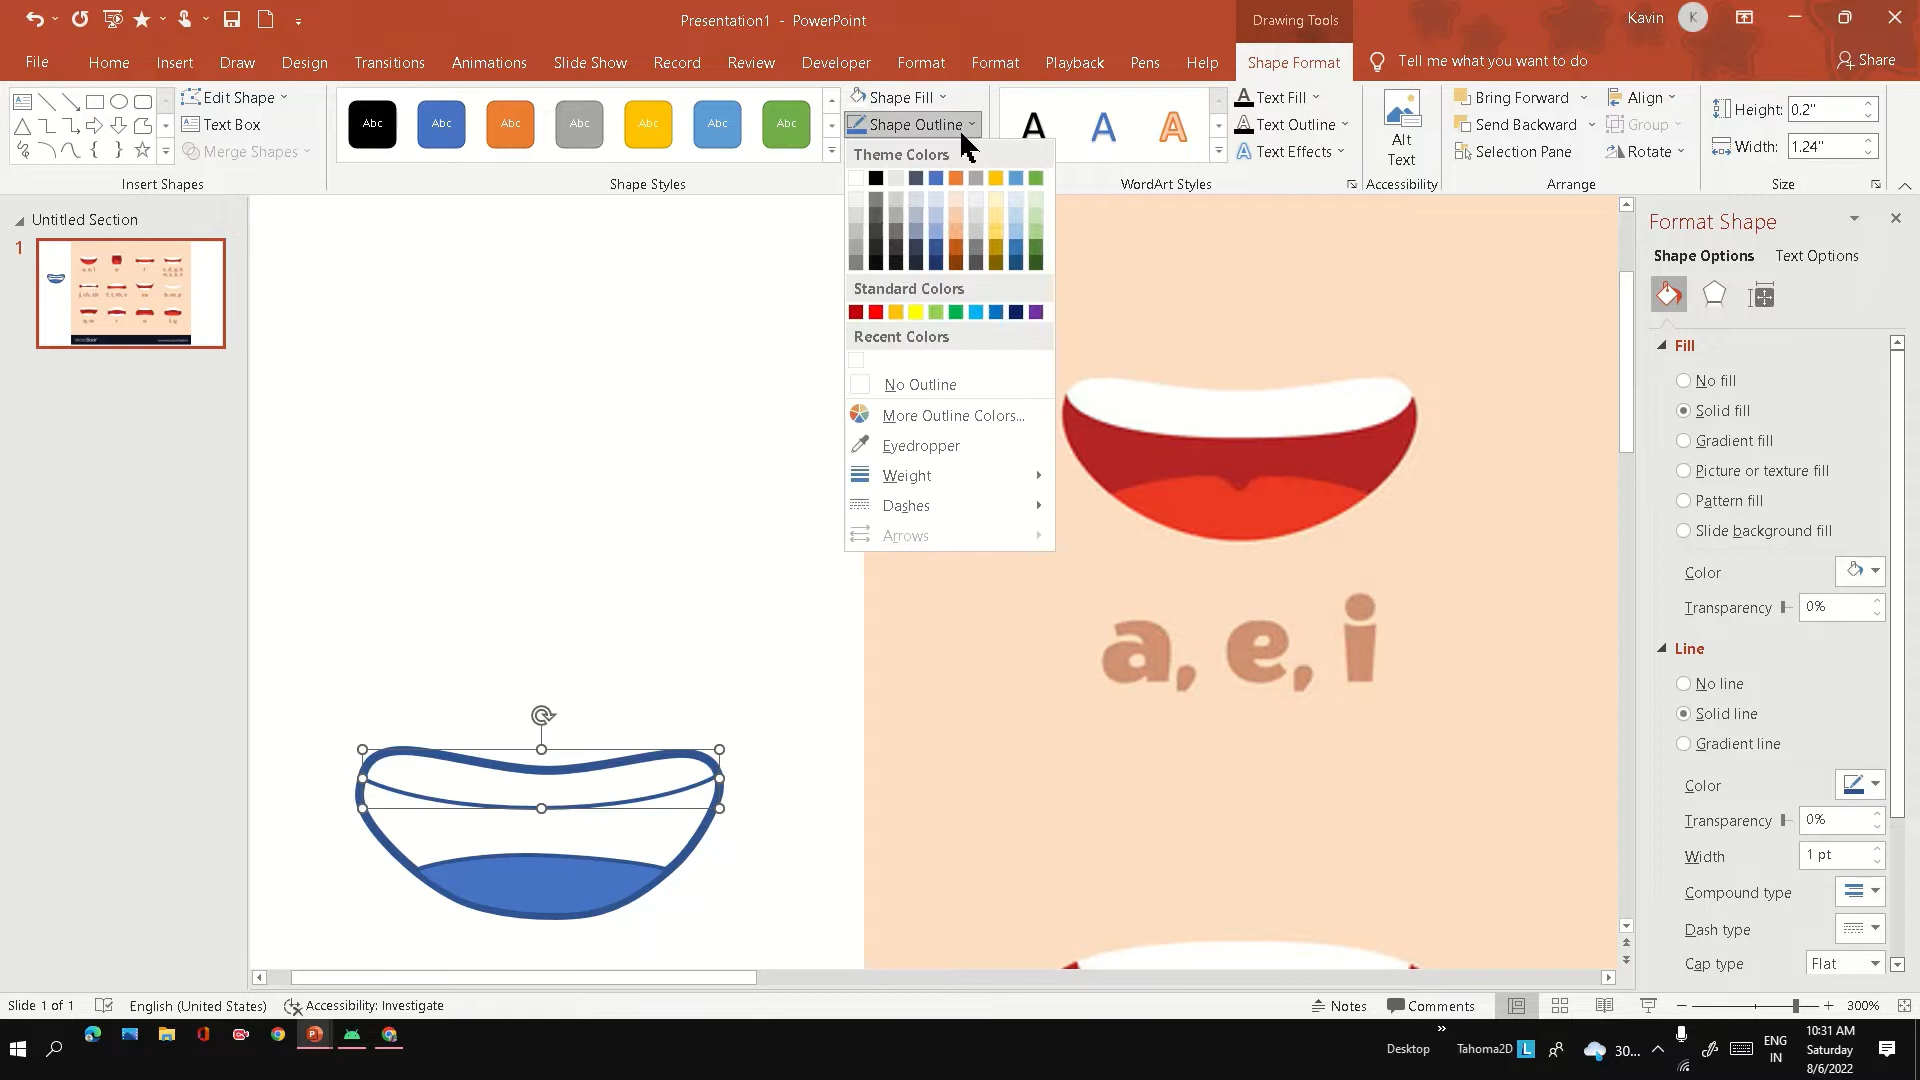 Presentation1 - PowerPoint
Drawing Tools
Kavin
K
File
Home
Insert
Draw
Design
Transitions
Animations
Slide Show
Record
Review
Developer
Format
Format
Playback
Pens
Help
Shape Format
Tell me what you want to do
Share
Edit Shape
Text Box
Merge Shapes
Insert Shapes
Abc
Abc
Abc
Abc
Abc
Abc
Abc
Shape Styles
Shape Fill
Shape Outline
A
A
A
WordArt Styles
Text Fill
Text Outline
Text Effects
Alt
Text
Accessibility
Bring Forward
Send Backward
Selection Pane
Align
Group
Rotate
Arrange
Height: 0.2"
Width: 1.24"
Size
Theme Colors
Standard Colors
Recent Colors
No Outline
More Outline Colors...
Eyedropper
Weight
Dashes
Arrows
Untitled Section
1
a, e, i
Format Shape
Shape Options
Text Options
Fill
No fill
Solid fill
Gradient fill
Picture or texture fill
Pattern fill
Slide background fill
Color
Transparency
0%
Line
No line
Solid line
Gradient line
Color
Transparency
0%
Width
1 pt
Compound type
Dash type
Cap type
Flat
Slide 1 of 1
English (United States)
Accessibility: Investigate
Notes
Comments
300%
Desktop
Tahoma2D
L
30...
ENG
IN
10:31 AM
Saturday
8/6/2022